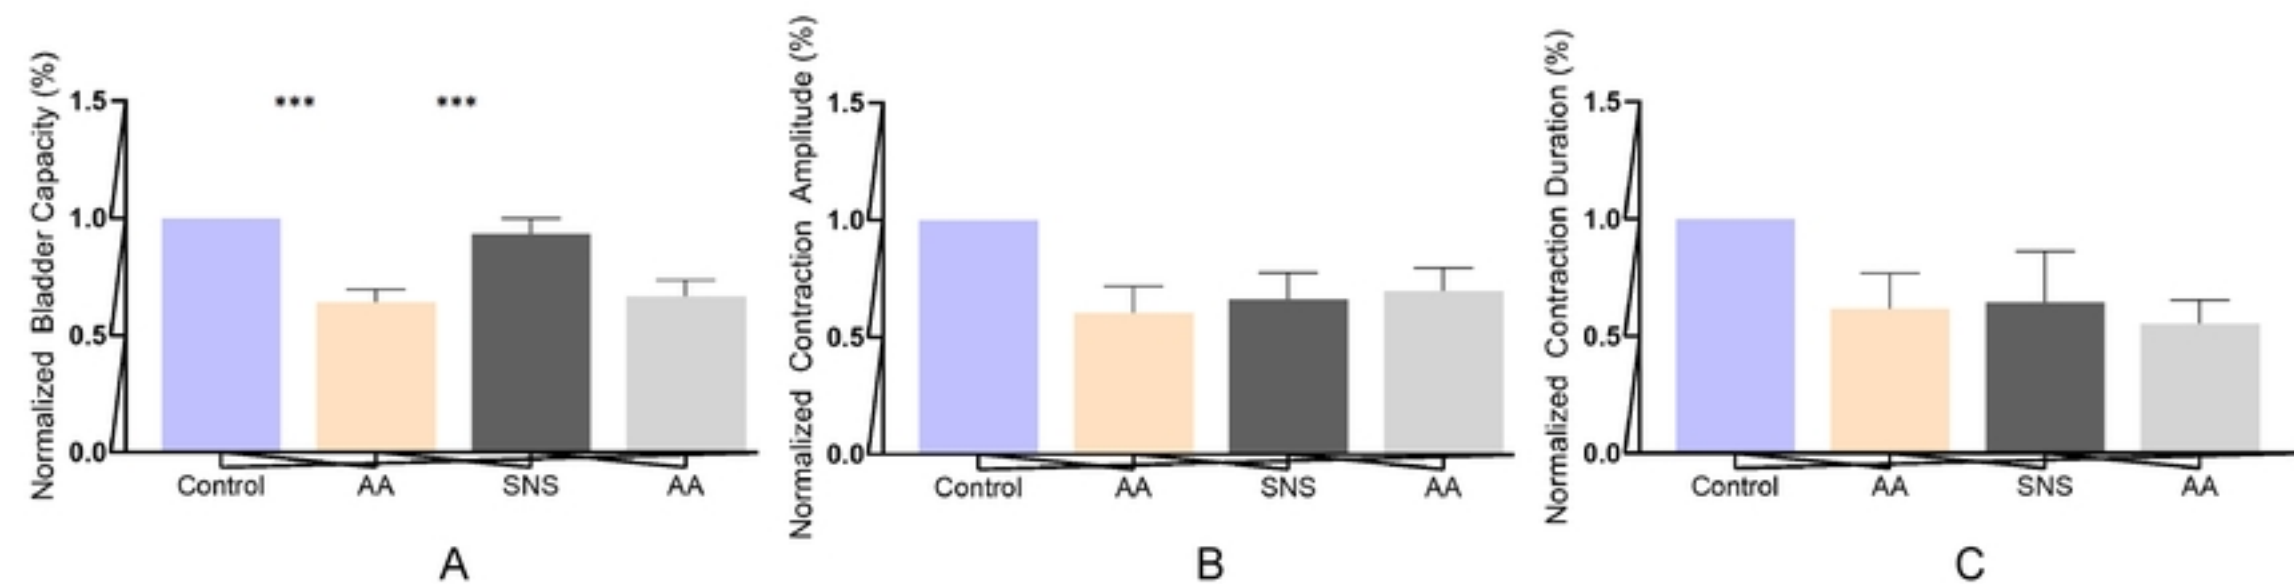 Normalized Bladder Capacity (%)
1.5
1.0
0.5
0.0
*** ***
Control AA SNS AA
A
Normalized Contraction Amplitude (%)
1.5
1.0
0.5
0.0
Control AA SNS AA
B
Normalized Contraction Duration (%)
1.5
1.0
0.5
0.0
Control AA SNS AA
C